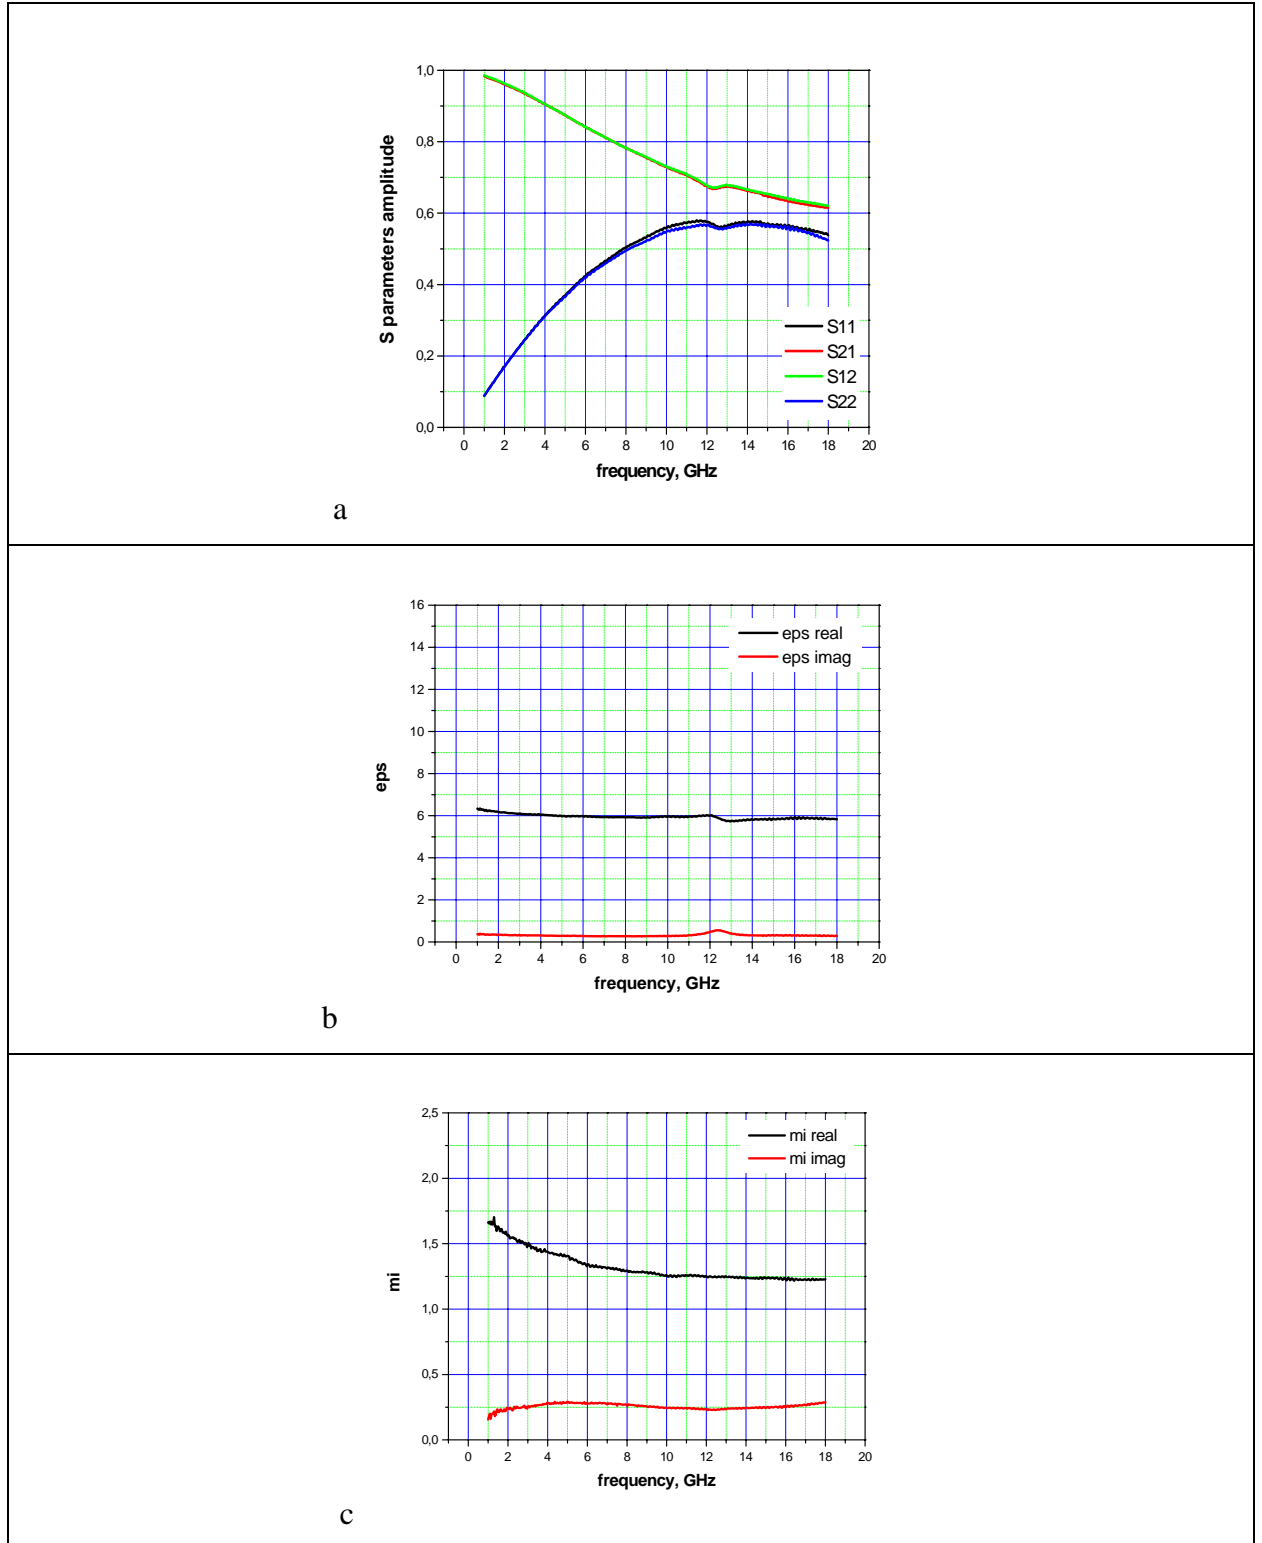 1,0
0,8
0,6
0,4
0,2
0,0
S parameters amplitude
S11
S21
S12
S22
0 2 4 6 8 10 12 14 16 18 20
frequency, GHz
a
16
14
12
10
8
6
4
2
0
eps
eps real
eps imag
0 2 4 6 8 10 12 14 16 18 20
frequency, GHz
b
2,5
2,0
1,5
1,0
0,5
0,0
mi
mi real
mi imag
0 2 4 6 8 10 12 14 16 18 20
frequency, GHz
c